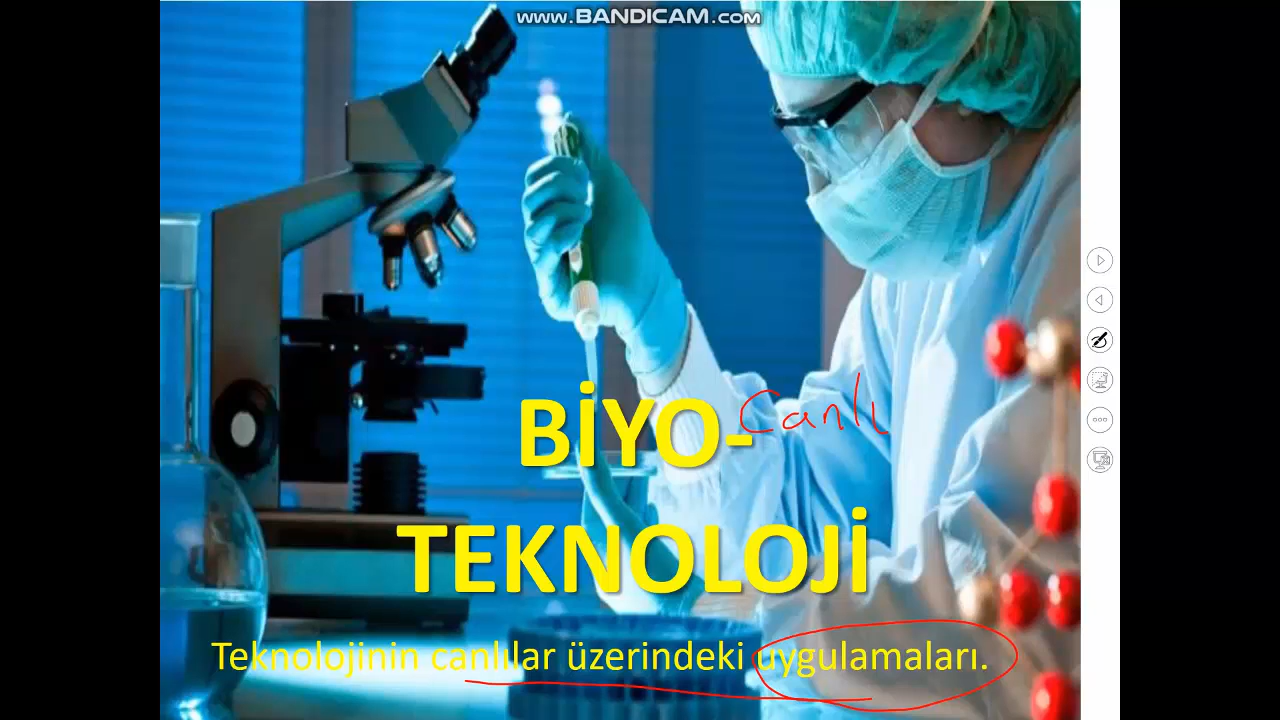 www.BANDICAM.com
BİYO- canlı
TEKNOLOJİ
Teknolojinin canlılar üzerindeki uygulamaları.